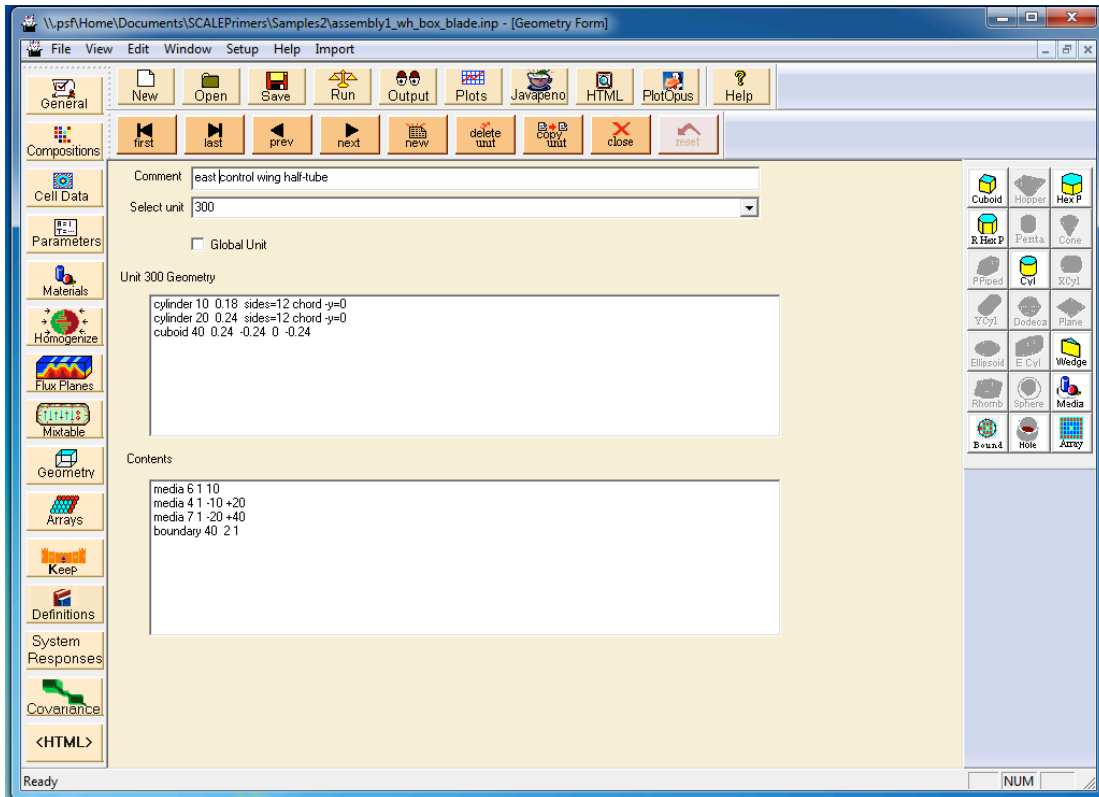 \\.psf\Home\Documents\SCALEPrimers\Samples2\assembly1_wh_box_blade.inp - [Geometry Form]
File View Edit Window Setup Help Import
General
New Open Save Run Output Plots Javapeno HTML PlotOpus Help
Compositions
first last prev next new delete unit copy unit close reset
Cell Data
Parameters
Materials
Homogenize
Flux Planes
Mixtable
Geometry
Arrays
Keep
Definitions
System
Responses
Covariance
<HTML>
Comment east control wing half-tube
Select unit 300
Global Unit
Unit 300 Geometry
cylinder 10 0.18 sides=12 chord -y=0
cylinder 20 0.24 sides=12 chord -y=0
cuboid 40 0.24 -0.24 0 -0.24
Contents
media 6 1 10
media 4 1 -10 +20
media 7 1 -20 +40
boundary 40 2 1
Cuboid Hopper Hex P
R Hex P Penta Cone
PPiped Cyl XCyl
YCyl Dodeca Plane
Ellipsoid E Cyl Wedge
Rhomb Sphere Media
Bound Hole Array
Ready NUM